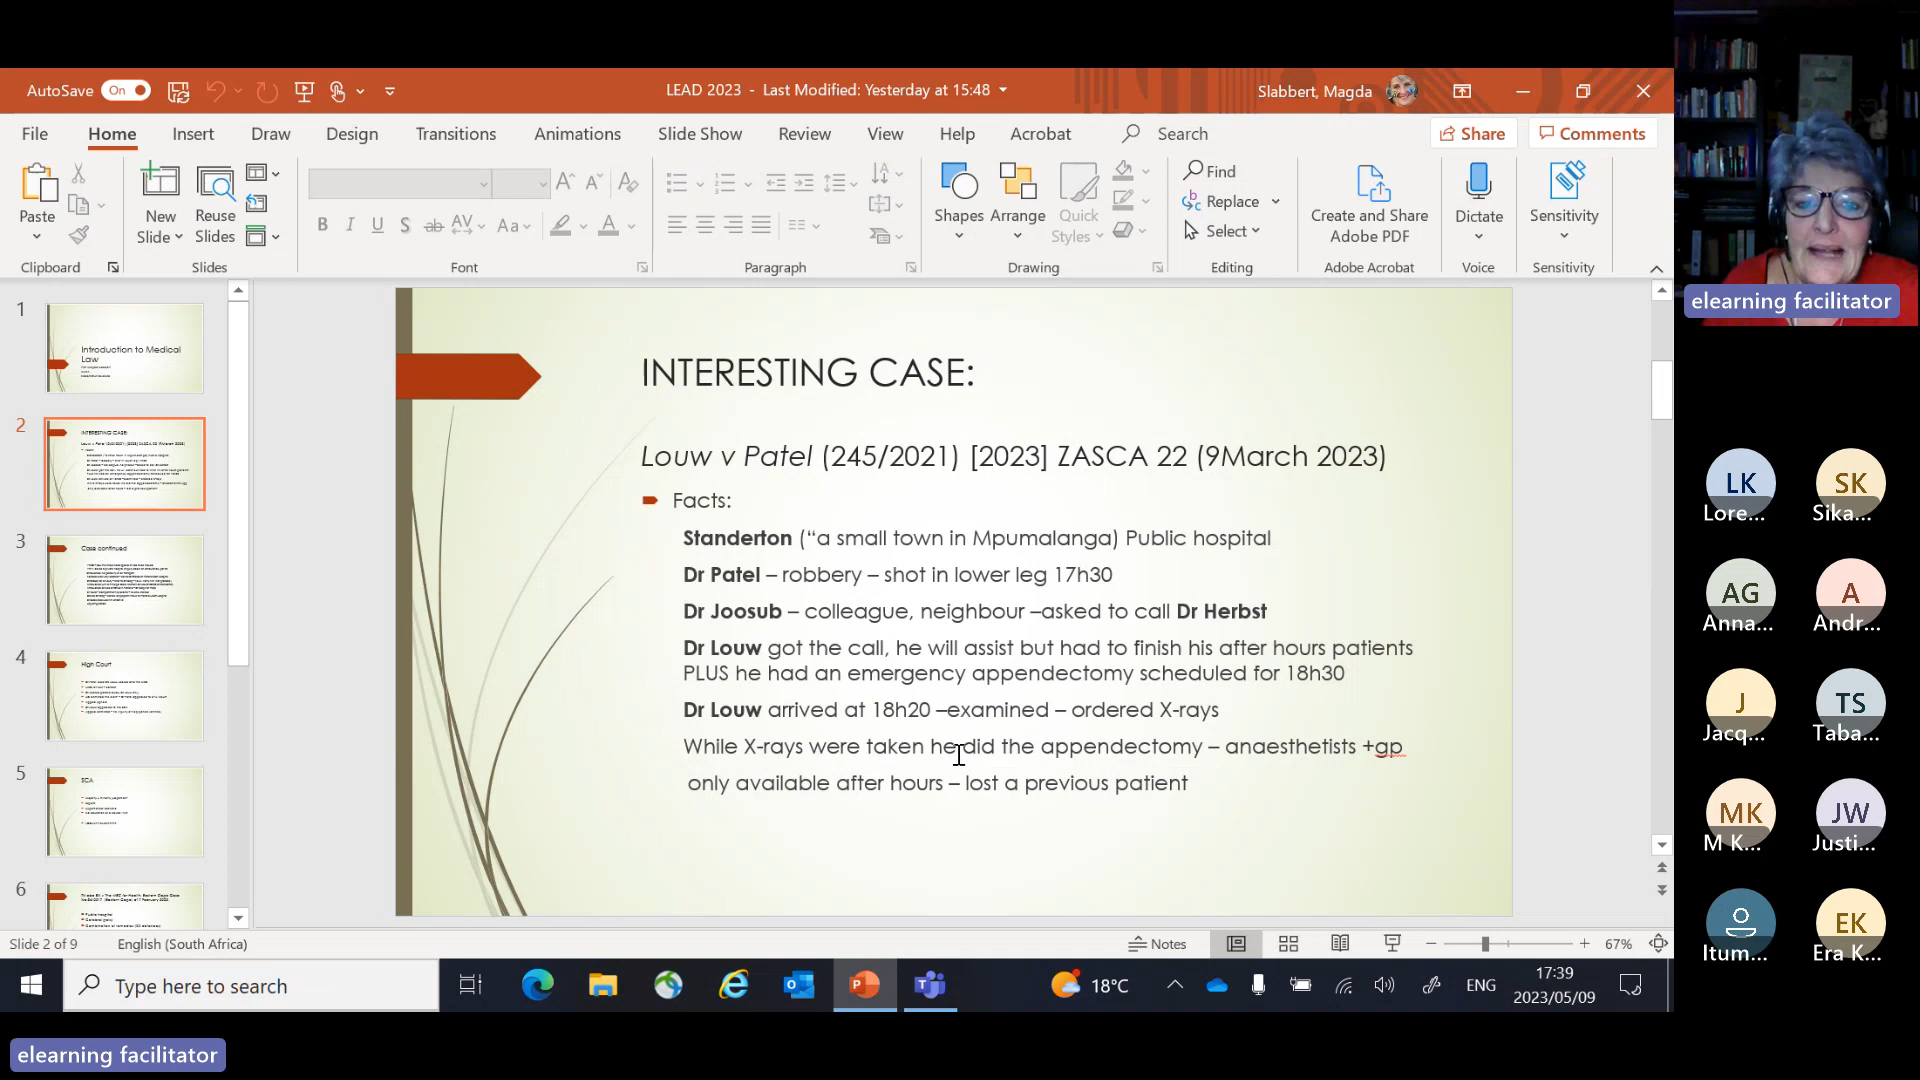 AutoSave On
LEAD 2023 - Last Modified: Yesterday at 15:48
Slabbert, Magda
File Home Insert Draw Design Transitions Animations Slide Show Review View Help Acrobat Search Share Comments
Paste
New Slide
Reuse Slides
B I U S ab AV Aa A
Shapes Arrange Quick Styles
Find
Replace
Select
Create and Share Adobe PDF
Dictate
Sensitivity
Clipboard Slides Font Paragraph Drawing Editing Adobe Acrobat Voice Sensitivity
elearning facilitator
1
Introduction to Medical Law
2
INTERESTING CASE:
3
Case continued
4
High Court
5
SCA
6
INTERESTING CASE:
Louw v Patel (245/2021) [2023] ZASCA 22 (9March 2023)
Facts:
Standerton (“a small town in Mpumalanga) Public hospital
Dr Patel – robbery – shot in lower leg 17h30
Dr Joosub – colleague, neighbour –asked to call Dr Herbst
Dr Louw got the call, he will assist but had to finish his after hours patients
PLUS he had an emergency appendectomy scheduled for 18h30
Dr Louw arrived at 18h20 –examined – ordered X-rays
While X-rays were taken he did the appendectomy – anaesthetists +gp
only available after hours – lost a previous patient
LK
Lore...
SK
Sika...
AG
Anna...
A
Andr...
J
Jacq...
TS
Taba...
MK
M K...
JW
Justi...
Itum...
EK
Era K...
Slide 2 of 9 English (South Africa) Notes 67%
Type here to search
18°C
ENG
17:39
2023/05/09
elearning facilitator